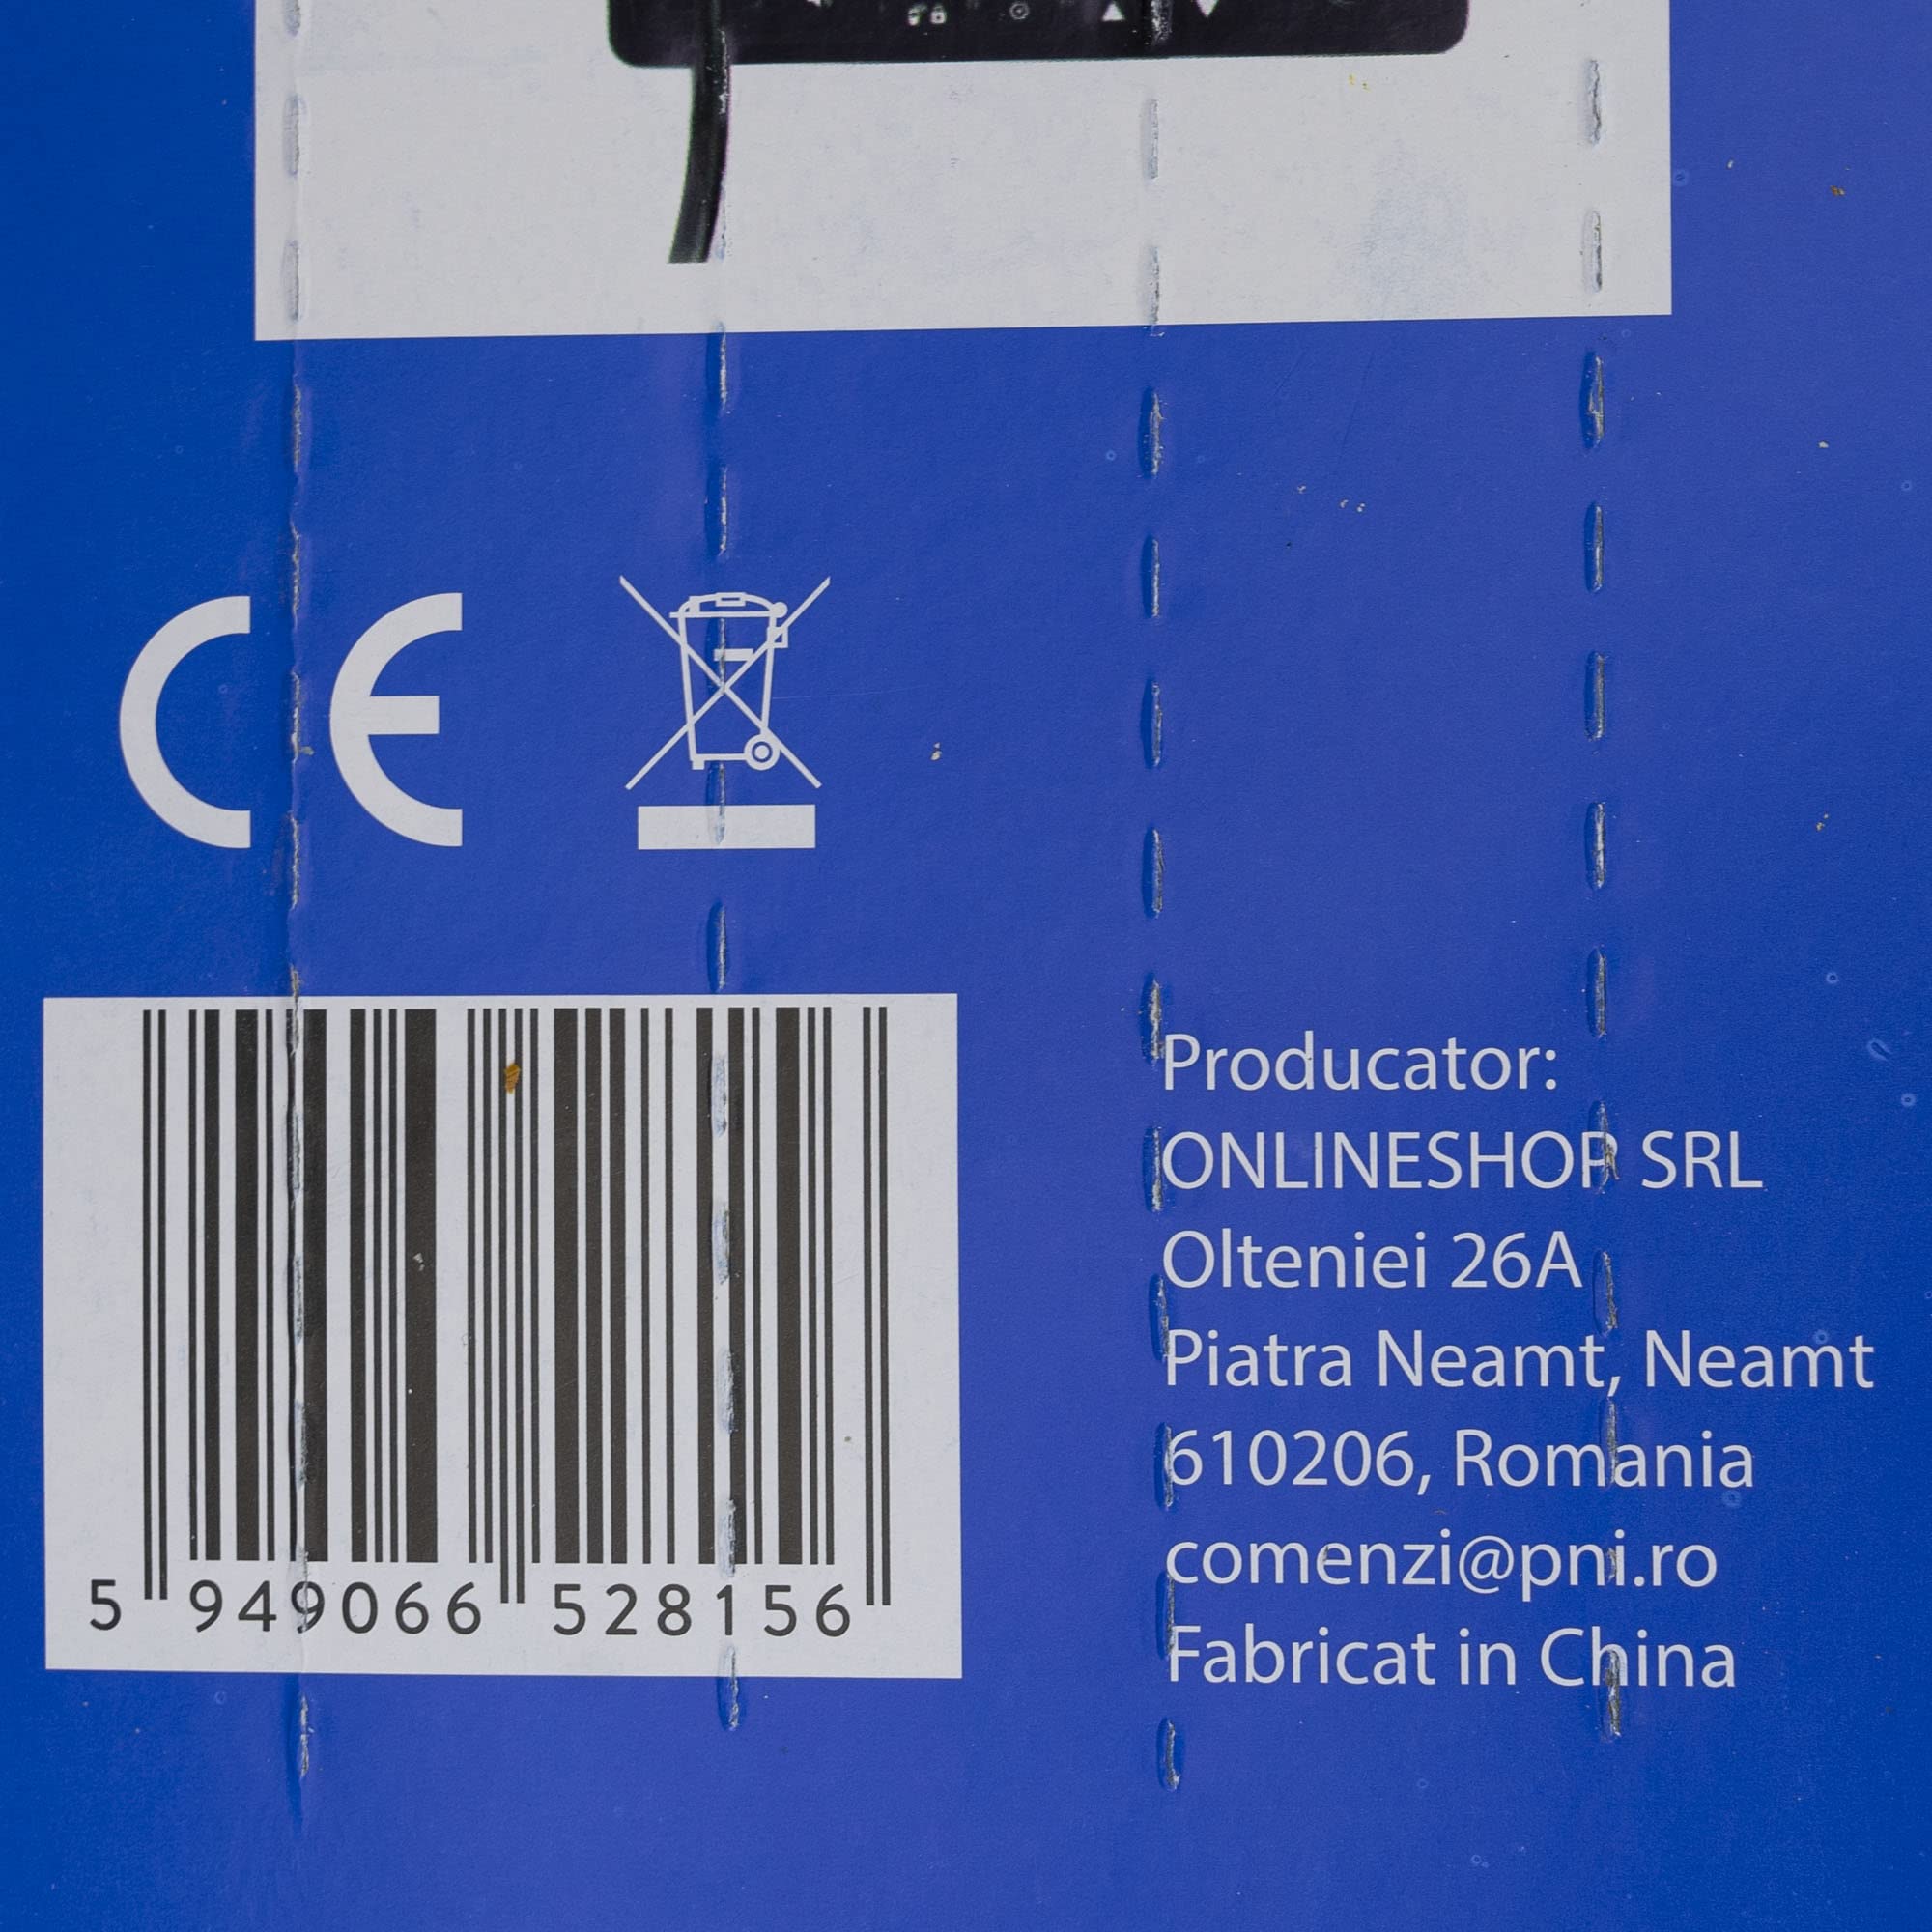 CE
5 949066 528156
Producator:
ONLINESHOP SRL
Olteniei 26A
Piatra Neamt, Neamt
610206, Romania
comenzi@pni.ro
Fabricat in China